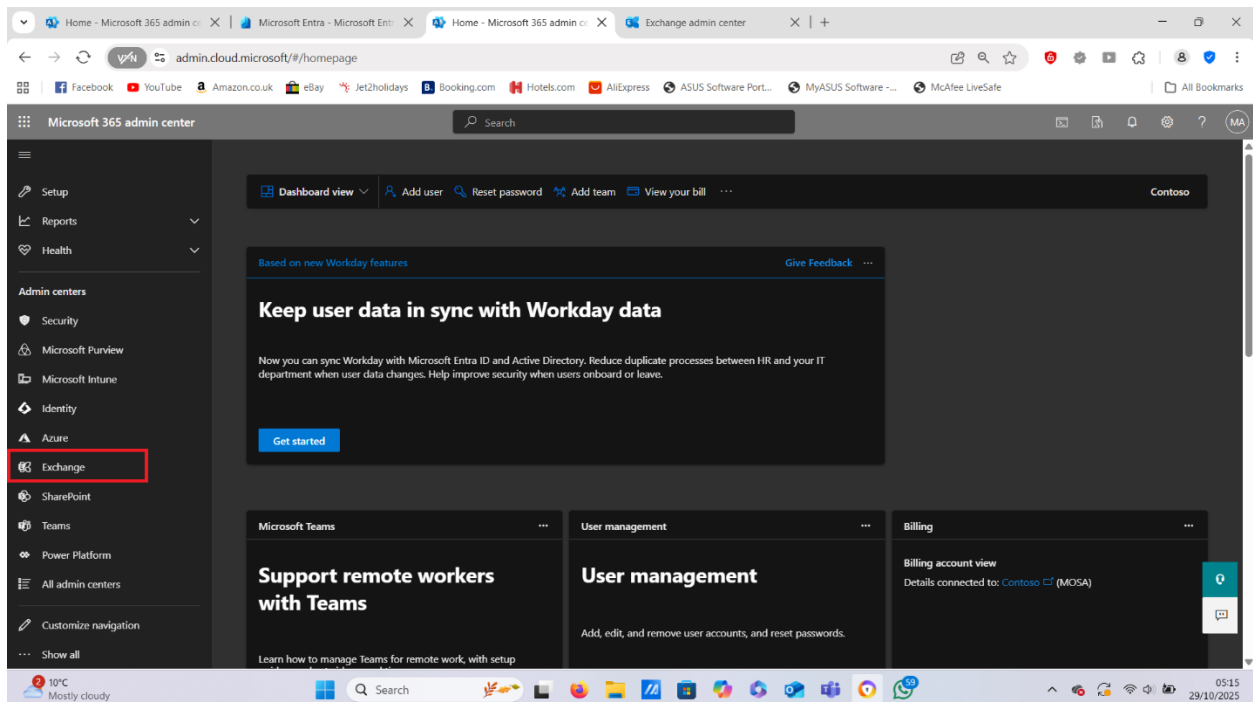 Home - Microsoft 365 admin ce
Microsoft Entra - Microsoft Entr
Home - Microsoft 365 admin ce
Exchange admin center
admin.cloud.microsoft/#/homepage
Facebook
YouTube
Amazon.co.uk
eBay
Jet2holidays
Booking.com
Hotels.com
AliExpress
ASUS Software Port...
MyASUS Software -...
McAfee LiveSafe
All Bookmarks
Microsoft 365 admin center
Search
MA
Setup
Reports
Health
Admin centers
Security
Microsoft Purview
Microsoft Intune
Identity
Azure
Exchange
SharePoint
Teams
Power Platform
All admin centers
Customize navigation
Show all
Dashboard view
Add user
Reset password
Add team
View your bill
Contoso
Based on new Workday features
Give Feedback
Keep user data in sync with Workday data
Now you can sync Workday with Microsoft Entra ID and Active Directory. Reduce duplicate processes between HR and your IT
department when user data changes. Help improve security when users onboard or leave.
Get started
Microsoft Teams
Support remote workers
with Teams
Learn how to manage Teams for remote work, with setup
User management
User management
Add, edit, and remove user accounts, and reset passwords.
Billing
Billing account view
Details connected to: Contoso (MOSA)
2
10°C
Mostly cloudy
Search
59
05:15
29/10/2025